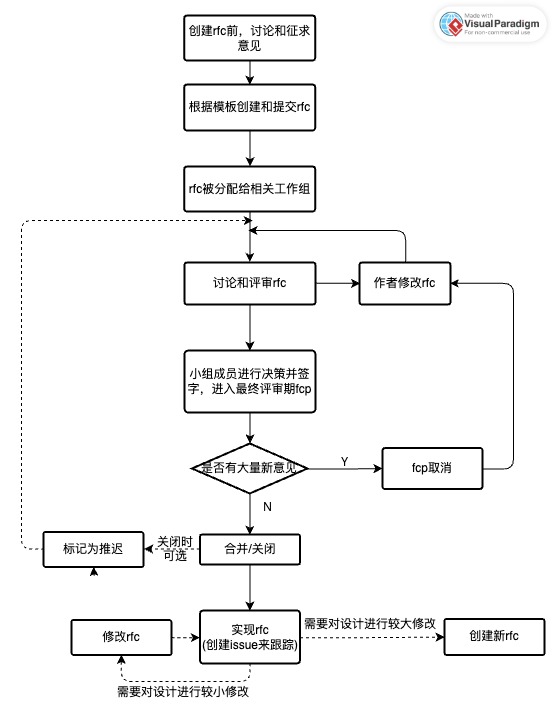 Made with
VisualParadigm
For non-commercial use
创建rfc前，讨论和征求
意见
根据模板创建和提交rfc
rfc被分配给相关工作组
讨论和评审rfc
作者修改rfc
小组成员进行决策并签
字，进入最终评审期fcp
是否有大量新意见
Y
fcp取消
N
标记为推迟
关闭时
可选
合并/关闭
修改rfc
实现rfc
(创建issue来跟踪)
需要对设计进行较大修改
创建新rfc
需要对设计进行较小修改